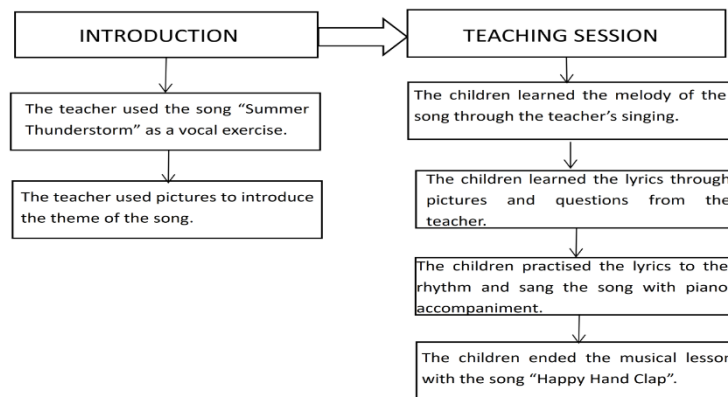 INTRODUCTION
The teacher used the song “Summer
Thunderstorm” as a vocal exercise.
The teacher used pictures to introduce
the theme of the song.
TEACHING SESSION
The children learned the melody of the
song through the teacher’s singing.
The children learned the lyrics through
pictures and questions from the
teacher.
The children practised the lyrics to the
rhythm and sang the song with piano
accompaniment.
The children ended the musical lesson
with the song “Happy Hand Clap”.